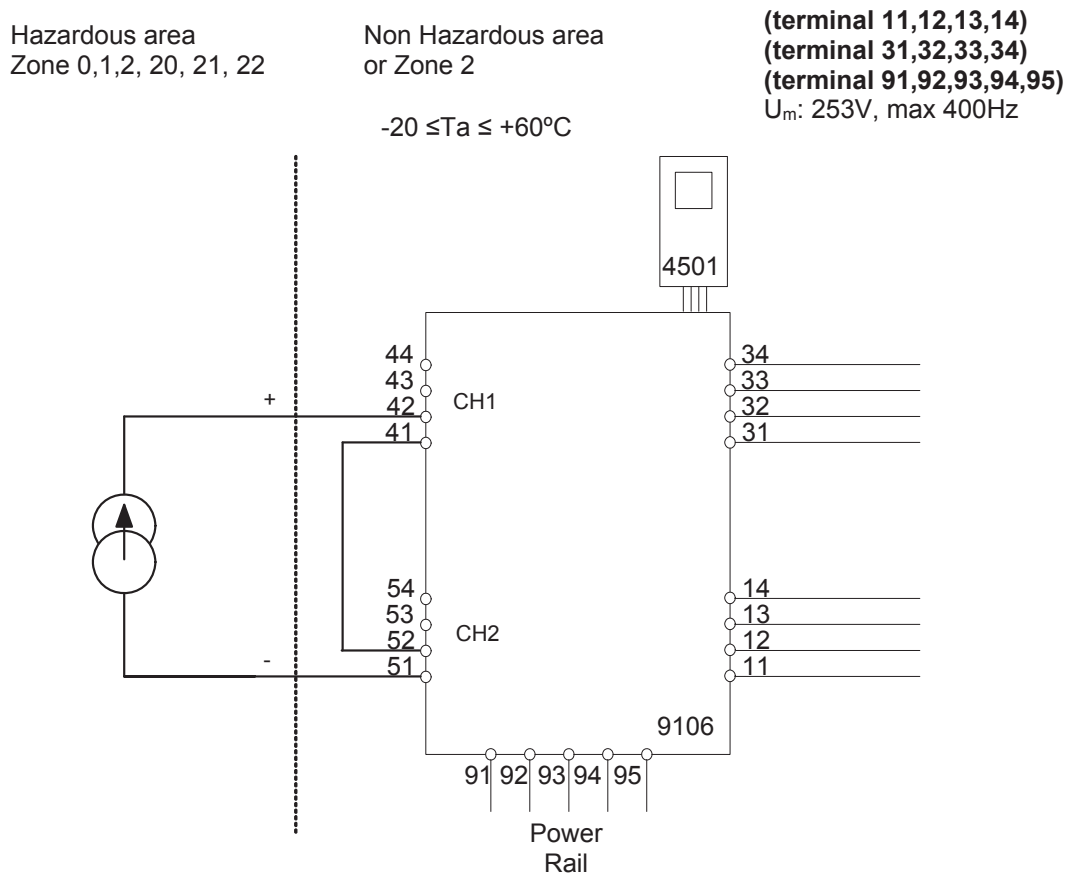 Hazardous area
Zone 0,1,2, 20, 21, 22
Non Hazardous area
or Zone 2
-20 ≤Ta ≤ +60ºC
(terminal 11,12,13,14)
(terminal 31,32,33,34)
(terminal 91,92,93,94,95)
Um: 253V, max 400Hz
4501
44
43
42
41
+
CH1
34
33
32
31
54
53
52
51
-
CH2
14
13
12
11
9106
91 92 93 94 95
Power
Rail